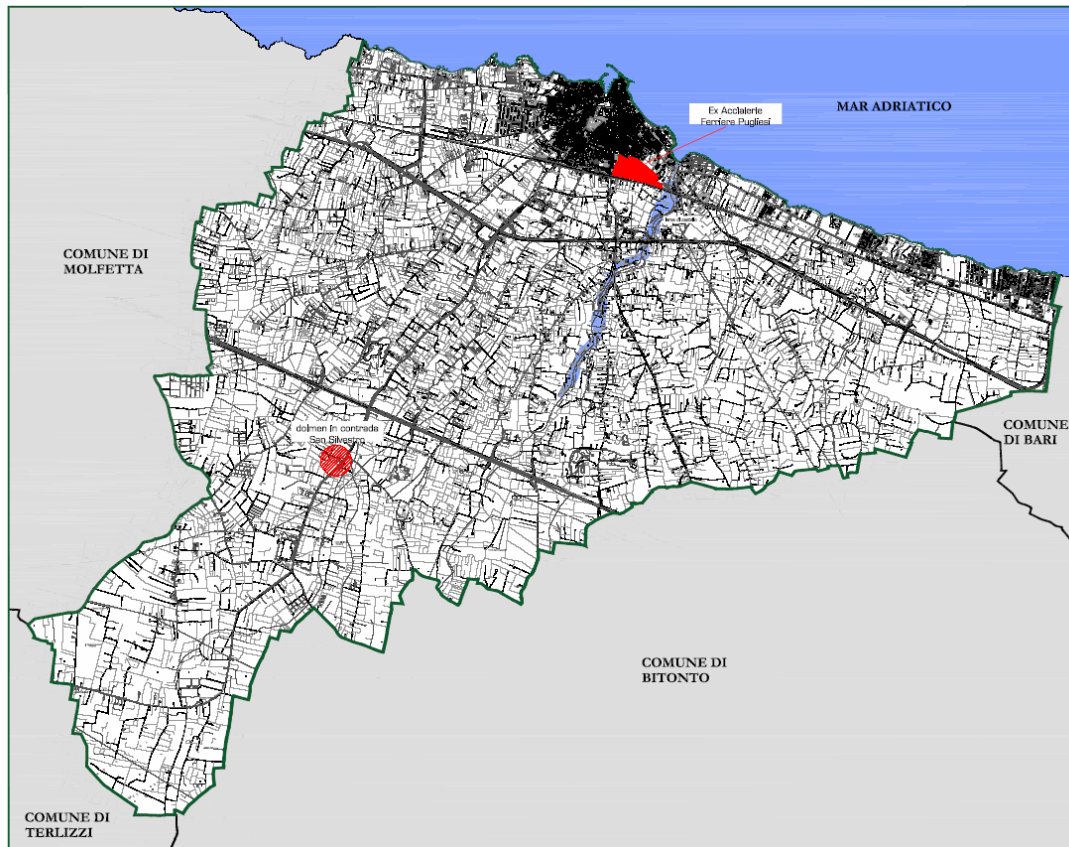 Ex Acciaierie
Ferriere Pugliesi
MAR ADRIATICO
COMUNE DI
MOLFETTA
dolmen in contrada
San Silvestro
COMUNE
DI BARI
COMUNE DI
BITONTO
COMUNE DI
TERLIZZI